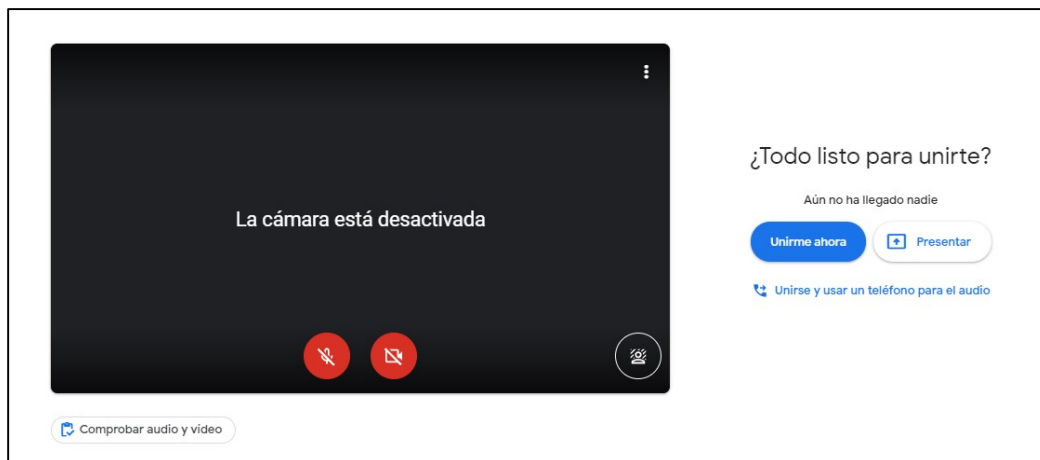 La cámara está desactivada
¿Todo listo para unirte?
Aún no ha llegado nadie
Unirme ahora
Presentar
Unirse y usar un teléfono para el audio
Comprobar audio y vídeo